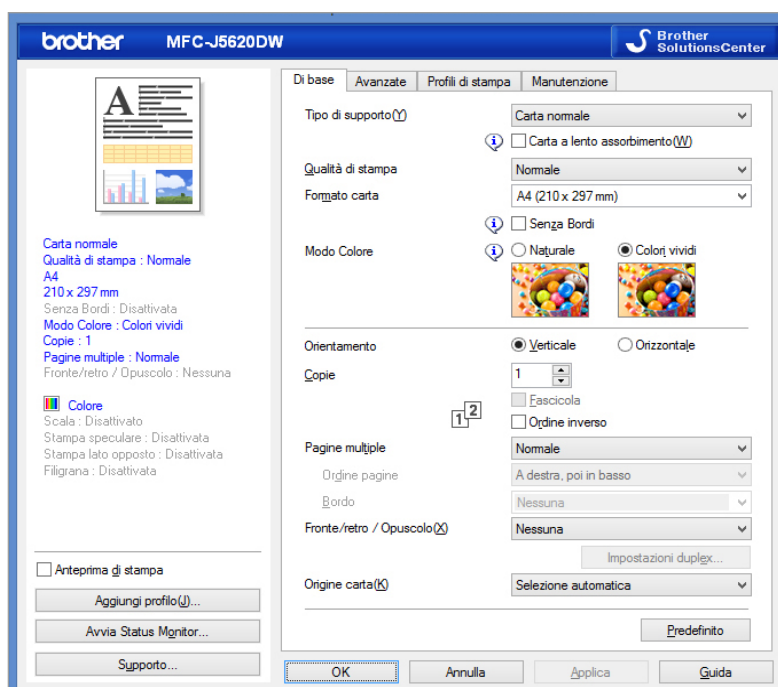 brother MFC-J5620DW
Brother
SolutionsCenter
A
Carta normale
Qualità di stampa : Normale
A4
210 x 297 mm
Senza Bordi : Disattivata
Modo Colore : Colori vividi
Copie : 1
Pagine multiple : Normale
Fronte/retro / Opuscolo : Nessuna
Colore
Scala : Disattivato
Stampa speculare : Disattivata
Stampa lato opposto : Disattivata
Filigrana : Disattivata
Anteprima di stampa
Aggiungi profilo(J)...
Avvia Status Monitor...
Supporto...
Di base Avanzate Profili di stampa Manutenzione
Tipo di supporto(Y) Carta normale
Carta a lento assorbimento(W)
Qualità di stampa Normale
Formato carta A4 (210 x 297 mm)
Senza Bordi
Modo Colore Naturale Colori vividi
Orientamento Verticale Orizzontale
Copie 1
Fascicola
1 2
Ordine inverso
Pagine multiple Normale
Ordine pagine A destra, poi in basso
Bordo Nessuna
Fronte/retro / Opuscolo(X) Nessuna
Impostazioni duplex...
Origine carta(K) Selezione automatica
Predefinito
OK Annulla Applica Guida